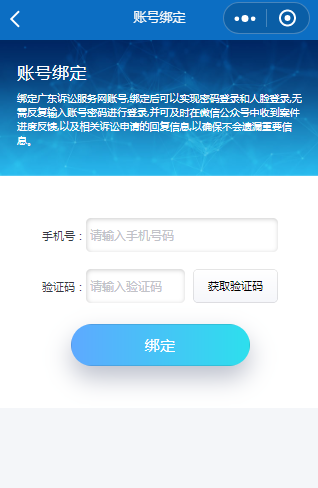 账号绑定
账号绑定
绑定广东诉讼服务网账号,绑定后可以实现密码登录和人脸登录,无
需反复输入账号密码进行登录,并可及时在微信公众号中收到案件
进度反馈,以及相关诉讼申请的回复信息,以确保不会遗漏重要信
息。
手机号： 请输入手机号码
验证码： 请输入验证码 获取验证码
绑定